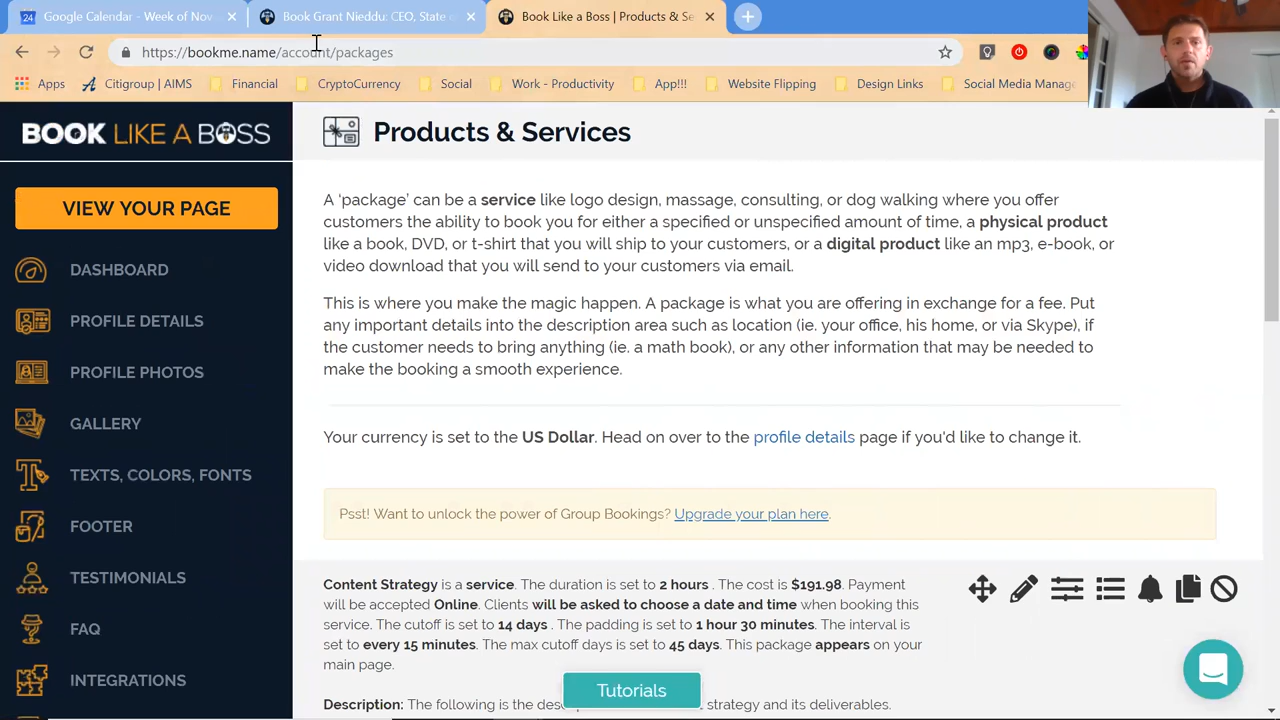 24 Google Calendar - Week of Nov
Book Grant Nieddu: CEO, State o
Book Like a Boss | Products & Se
https://bookme.name/account/packages
Apps
Citigroup | AIMS
Financial
CryptoCurrency
Social
Work - Productivity
App!!!
Website Flipping
Design Links
Social Media Manag
BOOK LIKE A BOSS
Products & Services
VIEW YOUR PAGE
DASHBOARD
PROFILE DETAILS
PROFILE PHOTOS
GALLERY
TEXTS, COLORS, FONTS
FOOTER
TESTIMONIALS
FAQ
INTEGRATIONS
A 'package' can be a service like logo design, massage, consulting, or dog walking where you offer
customers the ability to book you for either a specified or unspecified amount of time, a physical product
like a book, DVD, or t-shirt that you will ship to your customers, or a digital product like an mp3, e-book, or
video download that you will send to your customers via email.
This is where you make the magic happen. A package is what you are offering in exchange for a fee. Put
any important details into the description area such as location (ie. your office, his home, or via Skype), if
the customer needs to bring anything (ie. a math book), or any other information that may be needed to
make the booking a smooth experience.
Your currency is set to the US Dollar. Head on over to the profile details page if you'd like to change it.
Psst! Want to unlock the power of Group Bookings? Upgrade your plan here.
Content Strategy is a service. The duration is set to 2 hours . The cost is $191.98. Payment
will be accepted Online. Clients will be asked to choose a date and time when booking this
service. The cutoff is set to 14 days . The padding is set to 1 hour 30 minutes. The interval is
set to every 15 minutes. The max cutoff days is set to 45 days. This package appears on your
main page.
Description: The following is the des
strategy and its deliverables.
Tutorials